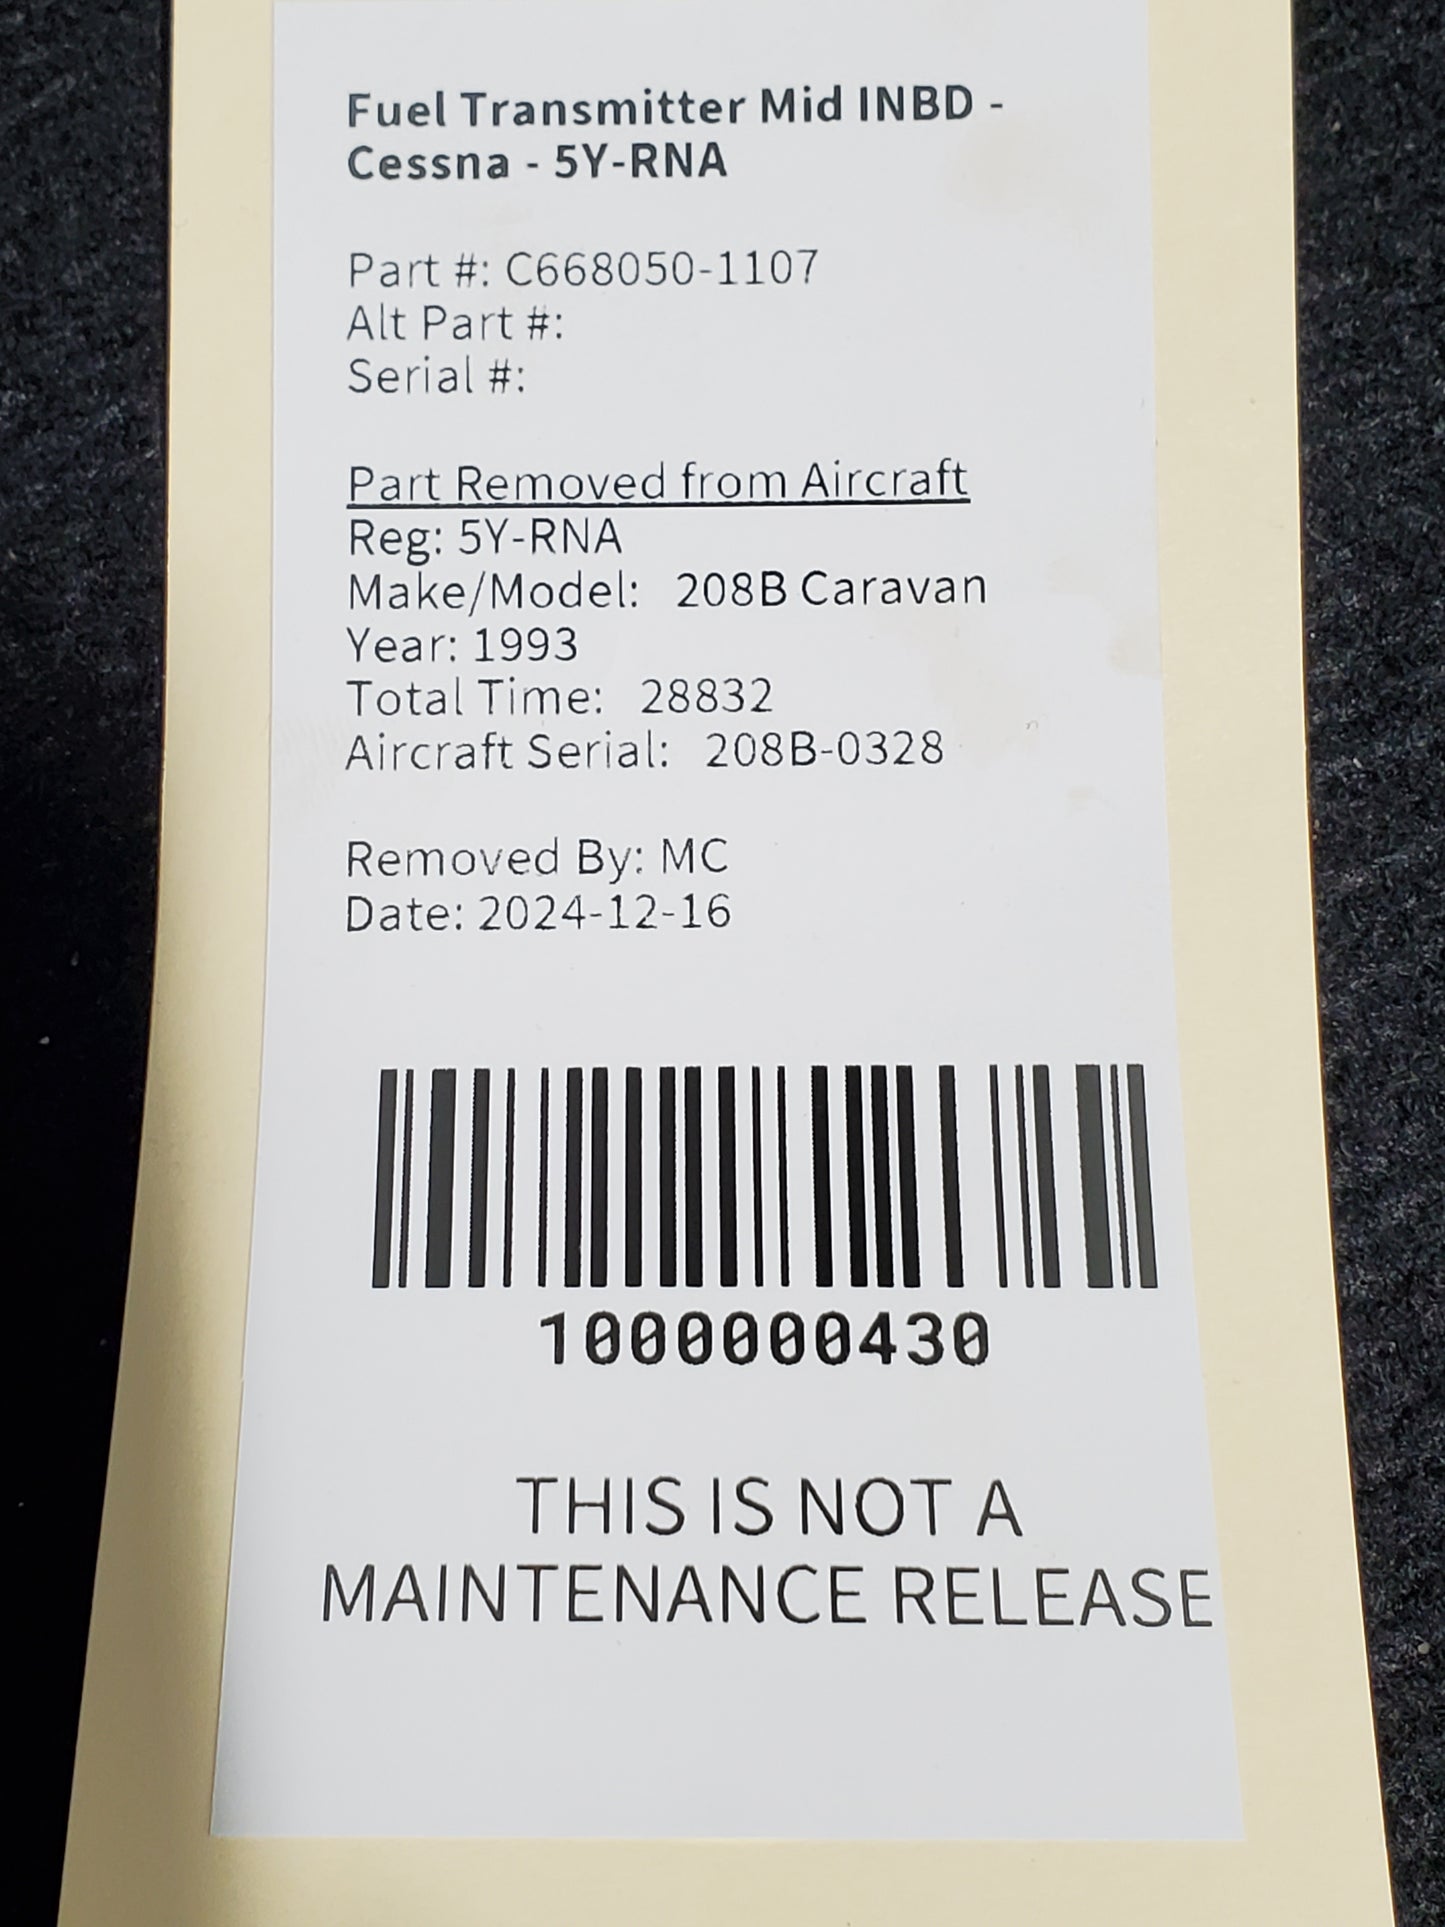 Fuel Transmitter Mid INBD -
Cessna - 5Y-RNA
Part #: C668050-1107
Alt Part #:
Serial #:
Part Removed from Aircraft
Reg: 5Y-RNA
Make/Model: 208B Caravan
Year: 1993
Total Time: 28832
Aircraft Serial: 208B-0328
Removed By: MC
Date: 2024-12-16
1000000430
THIS IS NOT A
MAINTENANCE RELEASE